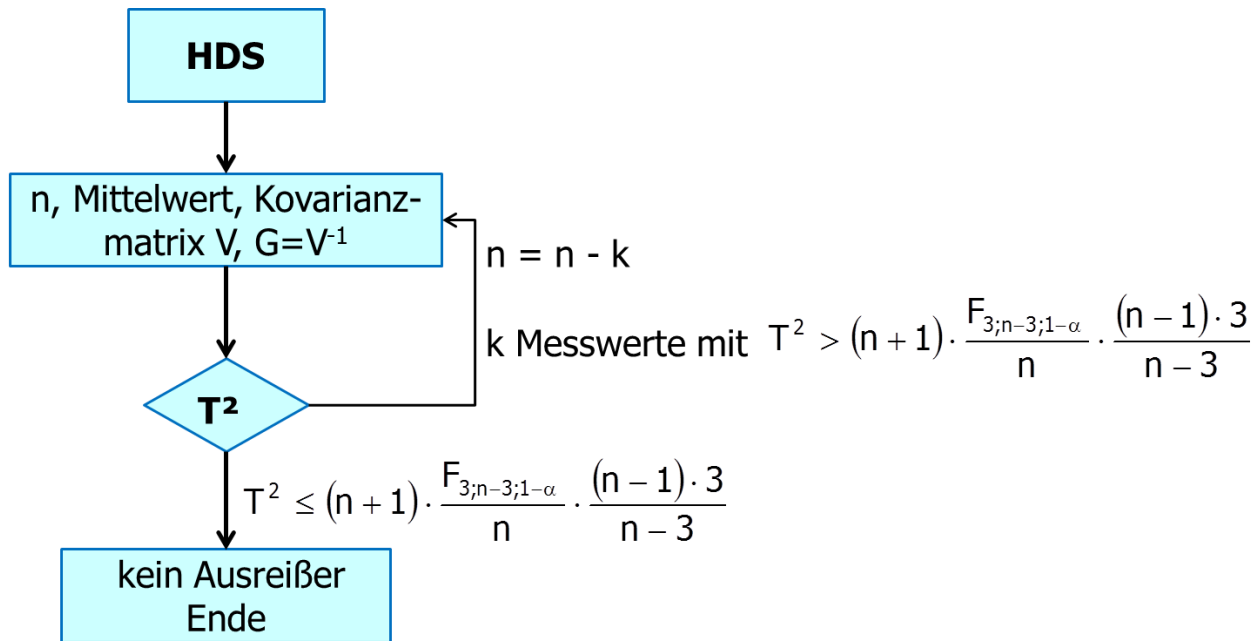 HDS
n, Mittelwert, Kovarianz-
matrix V, G=V⁻¹
n = n - k
k Messwerte mit T² > (n + 1) · F₃;ₙ₋₃;₁₋α / n · (n − 1) · 3 / n − 3
T²
T² ≤ (n + 1) · F₃;ₙ₋₃;₁₋α / n · (n − 1) · 3 / n − 3
kein Ausreißer
Ende